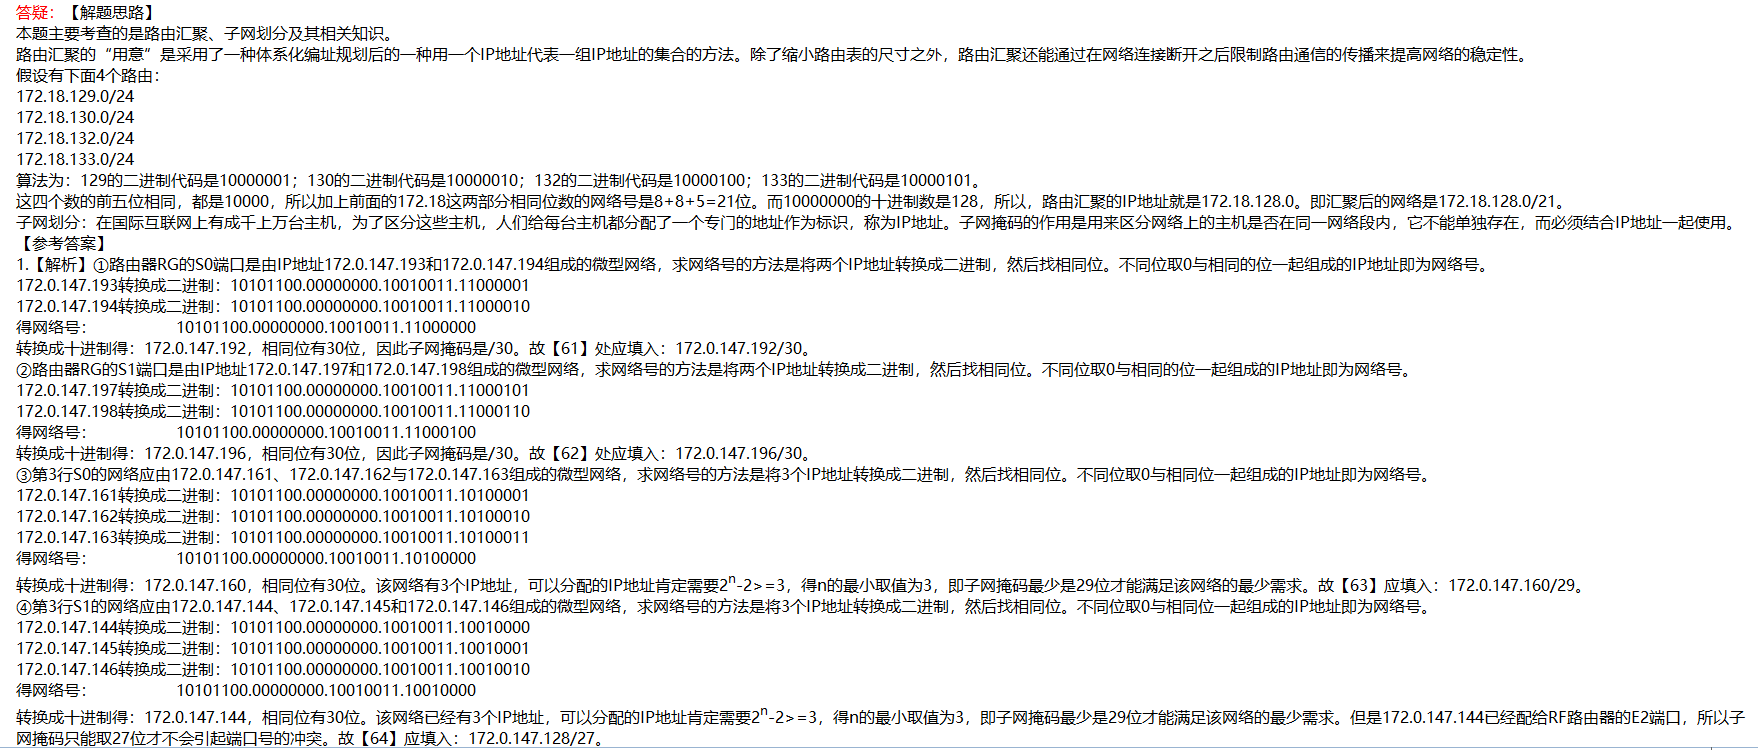 答疑：【解题思路】
本题主要考查的是路由汇聚、子网划分及其相关知识。
路由汇聚的“用意”是采用了一种体系化编址规划后的一种用一个IP地址代表一组IP地址的集合的方法。除了缩小路由表的尺寸之外，路由汇聚还能通过在网络连接断开之后限制路由通信的传播来提高网络的稳定性。
假设有下面4个路由：
172.18.129.0/24
172.18.130.0/24
172.18.132.0/24
172.18.133.0/24
算法为：129的二进制代码是10000001；130的二进制代码是10000010；132的二进制代码是10000100；133的二进制代码是10000101。
这四个数的前五位相同，都是10000，所以加上前面的172.18这两部分相同位数的网络号是8+8+5=21位。而10000000的十进制数是128，所以，路由汇聚的IP地址就是172.18.128.0。即汇聚后的网络是172.18.128.0/21。
子网划分：在国际互联网上有成千上万台主机，为了区分这些主机，人们给每台主机都分配了一个专门的地址作为标识，称为IP地址。子网掩码的作用是用来区分网络上的主机是否在同一网络段内，它不能单独存在，而必须结合IP地址一起使用。
【参考答案】
1.【解析】①路由器RG的S0端口是由IP地址172.0.147.193和172.0.147.194组成的微型网络，求网络号的方法是将两个IP地址转换成二进制，然后找相同位。不同位取0与相同的位一起组成的IP地址即为网络号。
172.0.147.193转换成二进制：10101100.00000000.10010011.11000001
172.0.147.194转换成二进制：10101100.00000000.10010011.11000010
得网络号： 10101100.00000000.10010011.11000000
转换成十进制得：172.0.147.192，相同位有30位，因此子网掩码是/30。故【61】处应填入：172.0.147.192/30。
②路由器RG的S1端口是由IP地址172.0.147.197和172.0.147.198组成的微型网络，求网络号的方法是将两个IP地址转换成二进制，然后找相同位。不同位取0与相同的位一起组成的IP地址即为网络号。
172.0.147.197转换成二进制：10101100.00000000.10010011.11000101
172.0.147.198转换成二进制：10101100.00000000.10010011.11000110
得网络号： 10101100.00000000.10010011.11000100
转换成十进制得：172.0.147.196，相同位有30位，因此子网掩码是/30。故【62】处应填入：172.0.147.196/30。
③第3行S0的网络应由172.0.147.161、172.0.147.162与172.0.147.163组成的微型网络，求网络号的方法是将3个IP地址转换成二进制，然后找相同位。不同位取0与相同位一起组成的IP地址即为网络号。
172.0.147.161转换成二进制：10101100.00000000.10010011.10100001
172.0.147.162转换成二进制：10101100.00000000.10010011.10100010
172.0.147.163转换成二进制：10101100.00000000.10010011.10100011
得网络号： 10101100.00000000.10010011.10100000
转换成十进制得：172.0.147.160，相同位有30位。该网络有3个IP地址，可以分配的IP地址肯定需要2ⁿ-2>=3，得n的最小取值为3，即子网掩码最少是29位才能满足该网络的最少需求。故【63】应填入：172.0.147.160/29。
④第3行S1的网络应由172.0.147.144、172.0.147.145和172.0.147.146组成的微型网络，求网络号的方法是将3个IP地址转换成二进制，然后找相同位。不同位取0与相同位一起组成的IP地址即为网络号。
172.0.147.144转换成二进制：10101100.00000000.10010011.10010000
172.0.147.145转换成二进制：10101100.00000000.10010011.10010001
172.0.147.146转换成二进制：10101100.00000000.10010011.10010010
得网络号： 10101100.00000000.10010011.10010000
转换成十进制得：172.0.147.144，相同位有30位。该网络已经有3个IP地址，可以分配的IP地址肯定需要2ⁿ-2>=3，得n的最小取值为3，即子网掩码最少是29位才能满足该网络的最少需求。但是172.0.147.144已经配给RF路由器的E2端口，所以子
网掩码只能取27位才不会引起端口号的冲突。故【64】应填入：172.0.147.128/27。